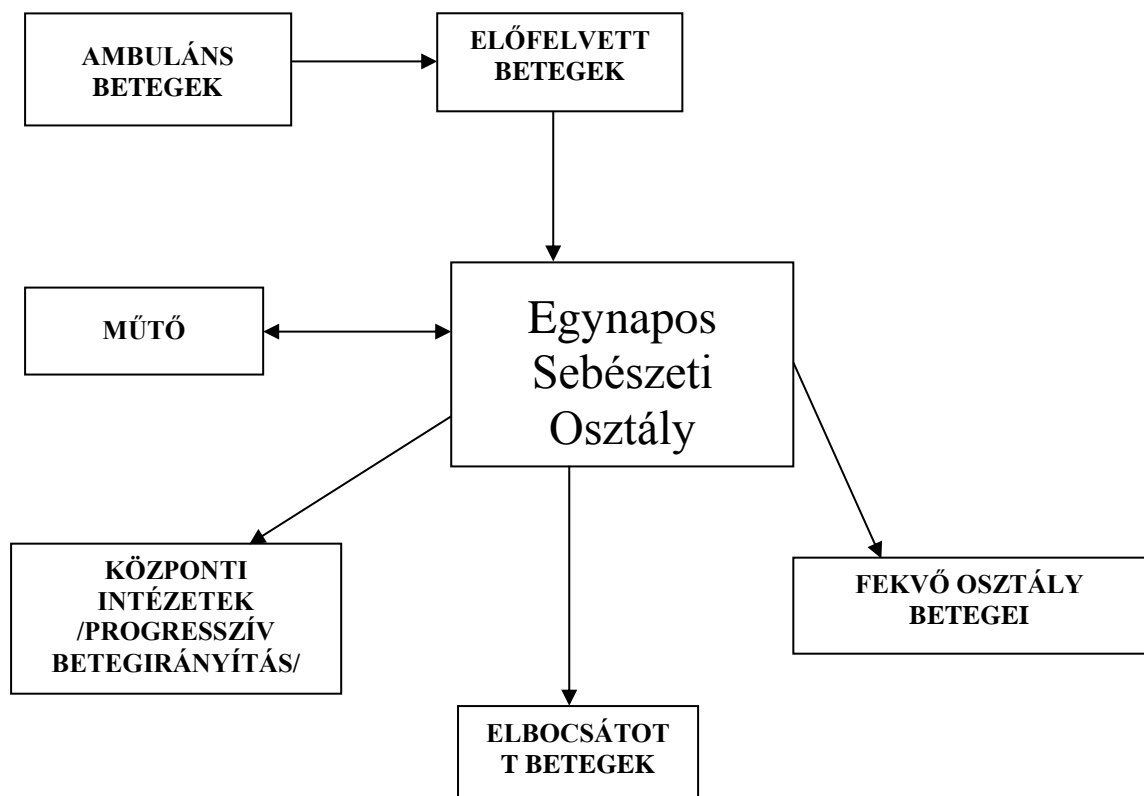 AMBULÁNS
BETEGEK
ELŐFELVETT
BETEGEK
MŰTŐ
Egynapos
Sebészeti
Osztály
KÖZPONTI
INTÉZETEK
/PROGRESSZÍV
BETEGIRÁNYÍTÁS/
FEKVŐ OSZTÁLY
BETEGEI
ELBOCSÁTOT
T BETEGEK